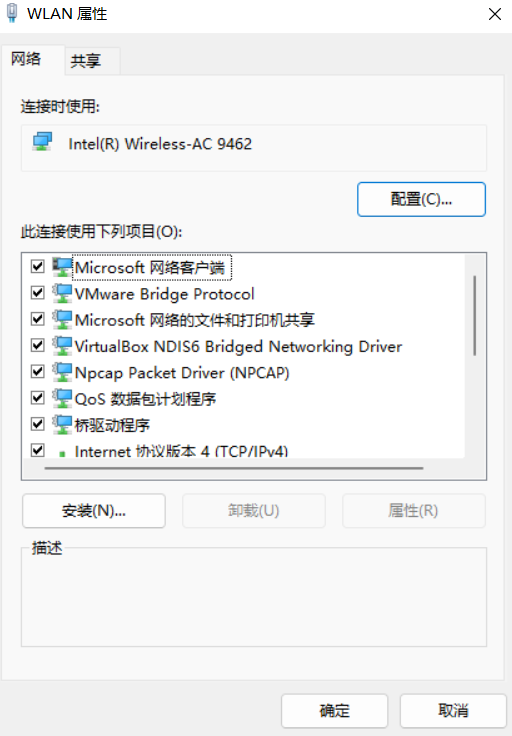 WLAN 属性
网络
共享
连接时使用:
Intel(R) Wireless-AC 9462
配置(C)...
此连接使用下列项目(O):
Microsoft 网络客户端
VMware Bridge Protocol
Microsoft 网络的文件和打印机共享
VirtualBox NDIS6 Bridged Networking Driver
Npcap Packet Driver (NPCAP)
QoS 数据包计划程序
桥驱动程序
Internet 协议版本 4 (TCP/IPv4)
安装(N)...
卸载(U)
属性(R)
描述
确定
取消